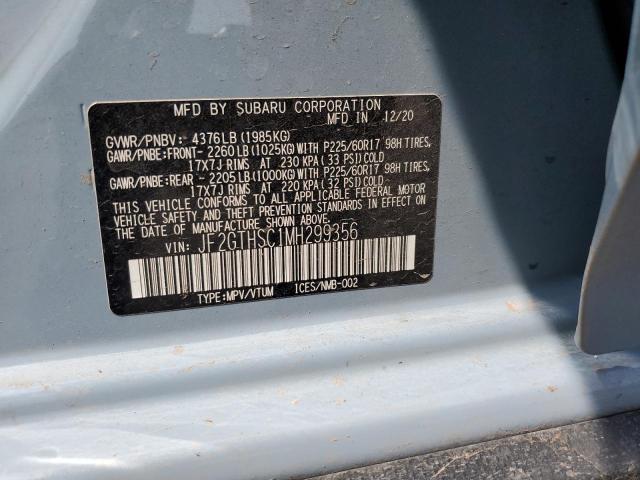 MFD BY SUBARU CORPORATION
MFD IN 12/20
GVWR/PNBV: 4376LB (1985KG)
GAWR/PNBE:FRONT- 2260LB (1025KG) WITH P225/60R17 98H TIRES,
17X7J RIMS AT 230 KPA (33 PSI) COLD
GAWR/PNBE:REAR - 2205LB (1000KG) WITH P225/60R17 98H TIRES,
17X7J RIMS AT 220 KPA (32 PSI) COLD
THIS VEHICLE CONFORMS TO ALL APPLICABLE FEDERAL MOTOR
VEHICLE SAFETY AND THEFT PREVENTION STANDARDS IN EFFECT ON
THE DATE OF MANUFACTURE SHOWN ABOVE.
VIN: JF2GTHSC1MH299356
TYPE:MPV/VTUM ICES/NMB-002